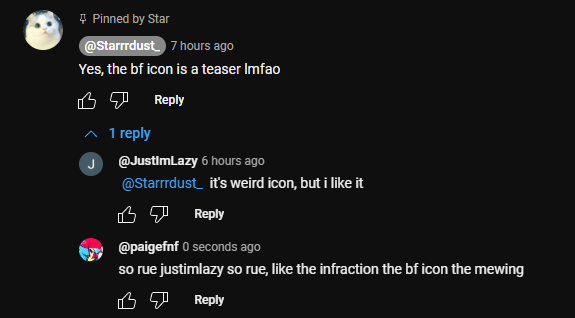 Pinned by Star
@Starrrdust_ 7 hours ago
Yes, the bf icon is a teaser lmfao
Reply
1 reply
J
@JustImLazy 6 hours ago
@Starrrdust_ it's weird icon, but i like it
Reply
@paigefnf 0 seconds ago
so rue justimlazy so rue, like the infraction the bf icon the mewing
Reply